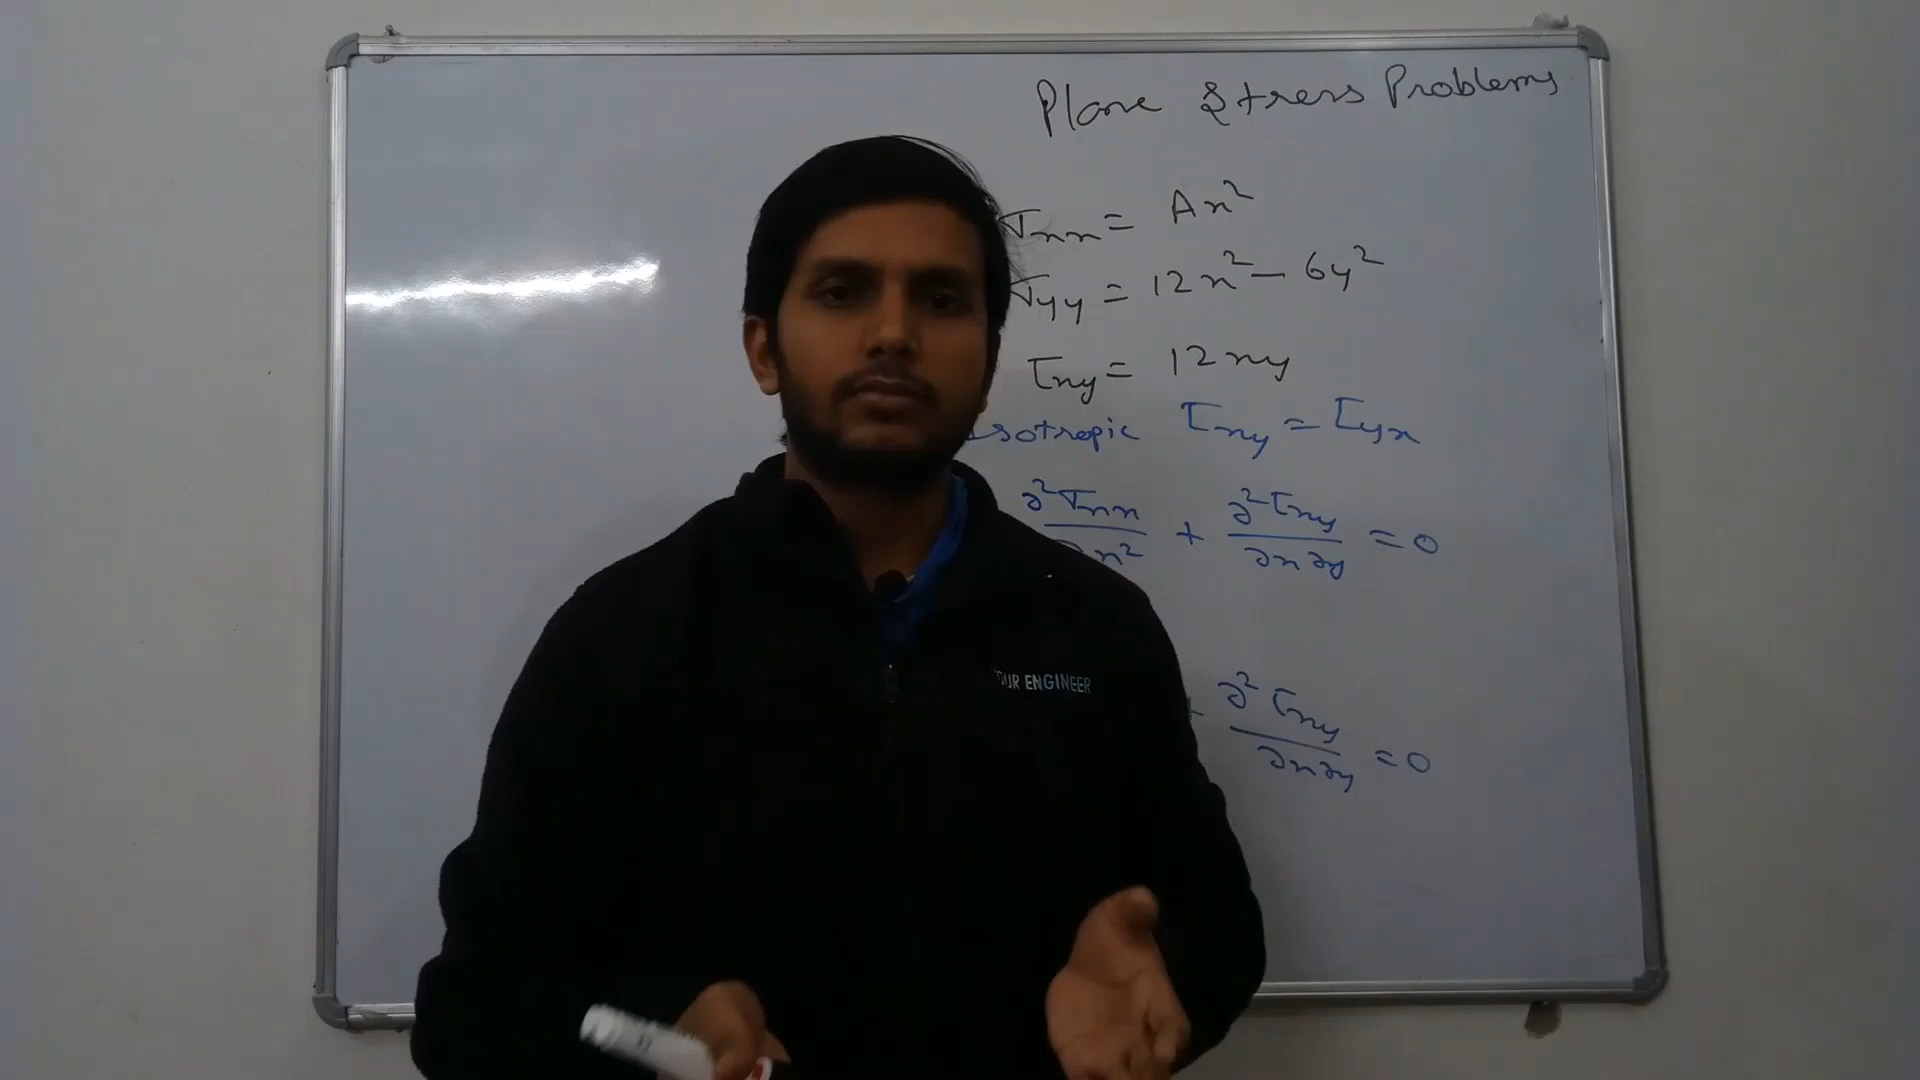 Plane Stress Problems
σxx = Ax²
σyy = 12x² - 6y²
τxy = 12xy
Isotropic τxy = τyx
∂²σxx/∂x² + ∂²τxy/∂x∂y = 0
+ ∂²τxy/∂x∂y = 0
OUR ENGINEER